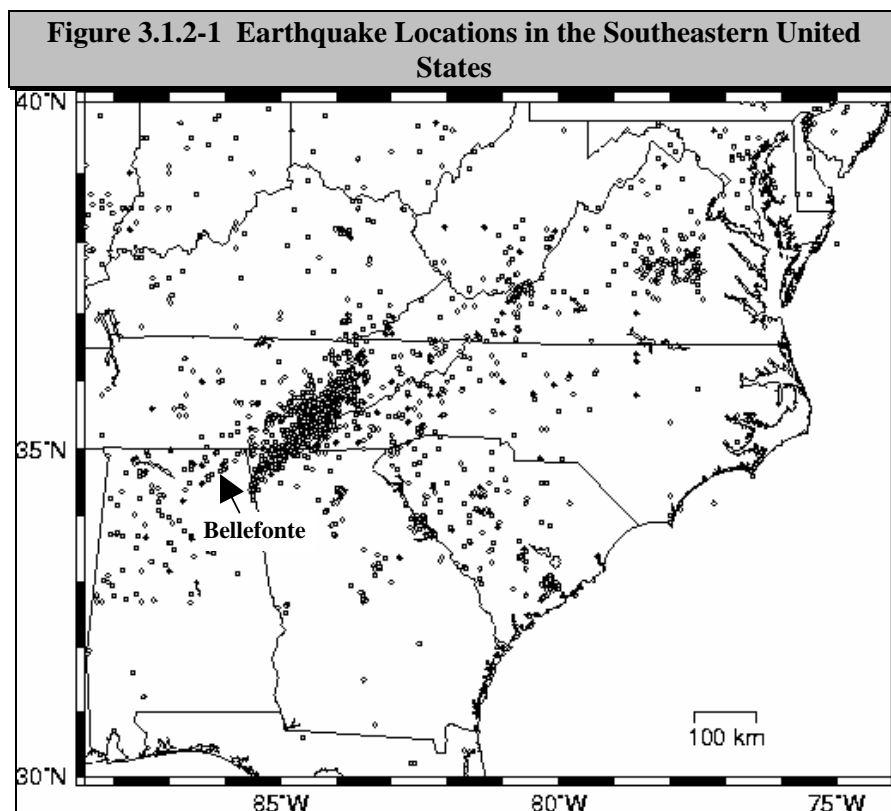 Figure 3.1.2-1 Earthquake Locations in the Southeastern United
States
40°N
35°N
Bellefonte
100 km
30°N
85°W 80°W 75°W